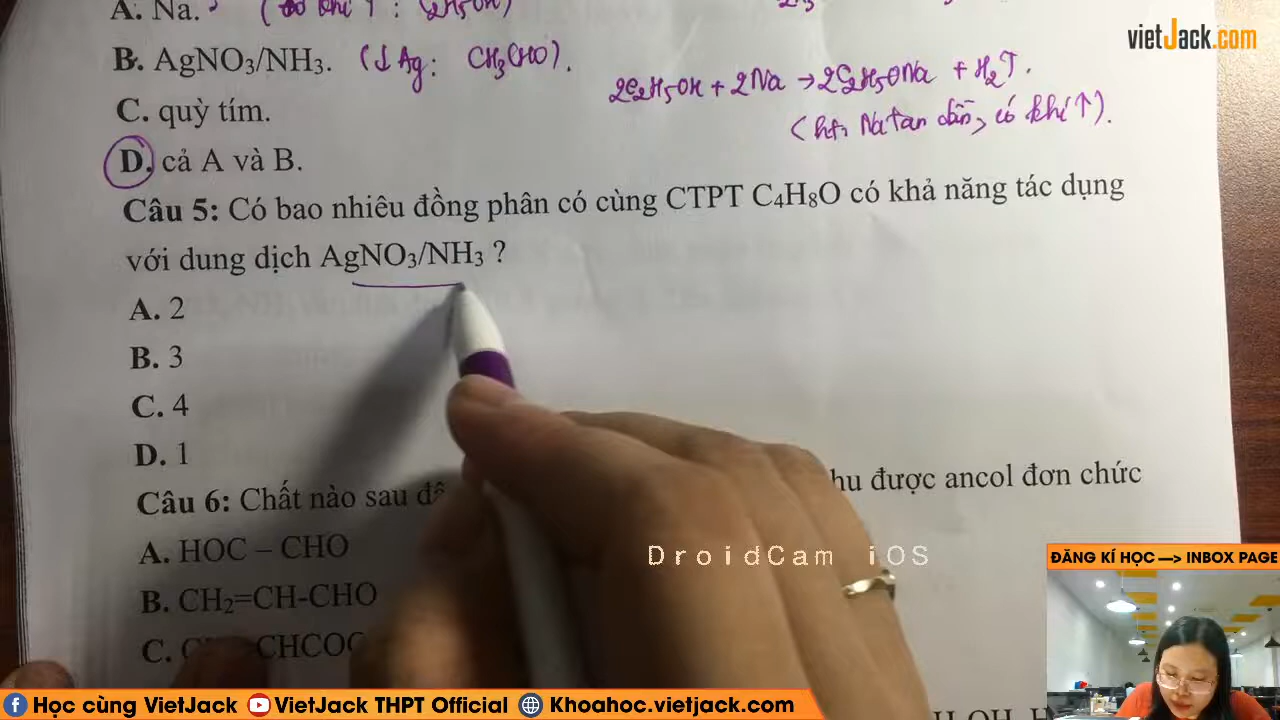 A. Na.
vietJack.com
B. AgNO₃/NH₃. (↓ Ag: CH₃CHO).
2C₂H₅OH + 2Na → 2C₂H₅ONa + H₂↑.
C. quỳ tím.
Na tan dần, có khí ↑).
D. cả A và B.
Câu 5: Có bao nhiêu đồng phân có cùng CTPT C₄H₈O có khả năng tác dụng
với dung dịch AgNO₃/NH₃ ?
A. 2
B. 3
C. 4
D. 1
Câu 6: Chất nào sau hu được ancol đơn chức
A. HOC – CHO
B. CH₂=CH-CHO
C.
DroidCam iOS
ĐĂNG KÍ HỌC —> INBOX PAGE
Học cùng VietJack VietJack THPT Official Khoahoc.vietjack.com